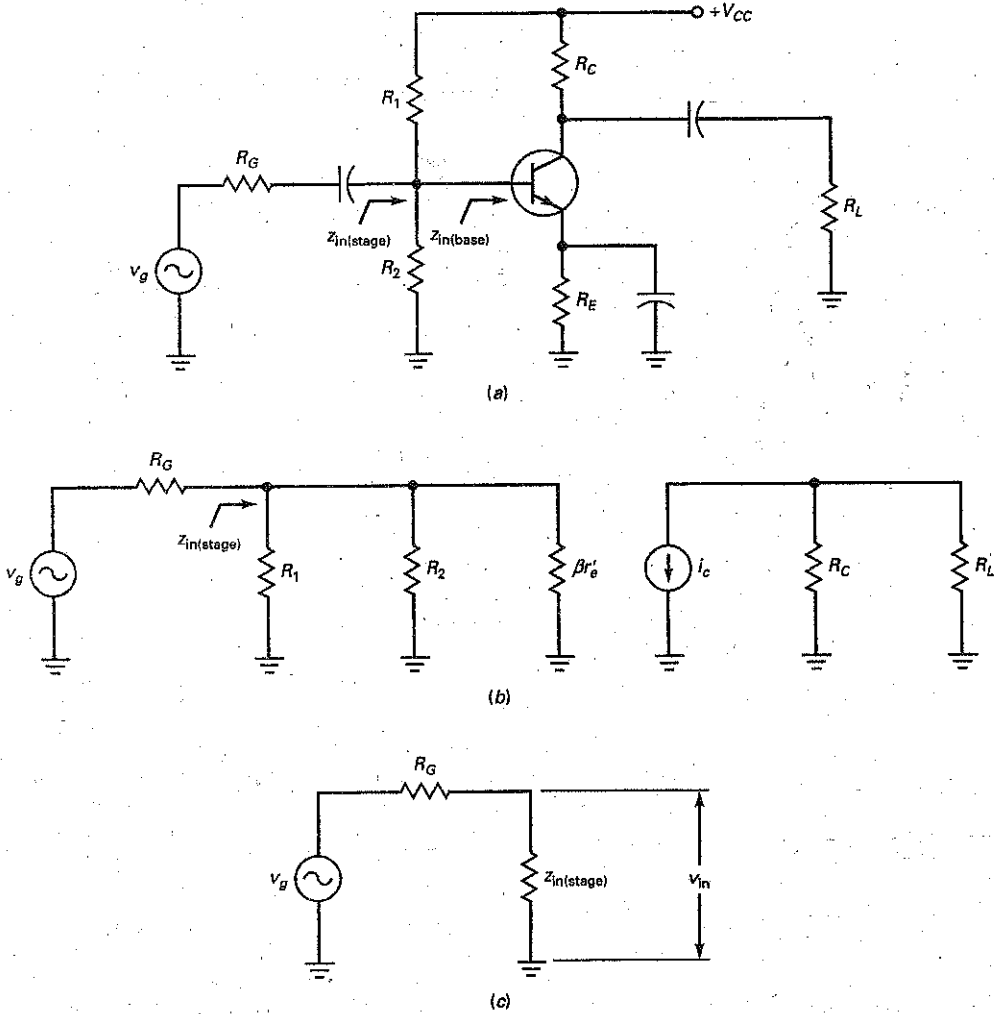 +V_CC
R_C
R_1
R_G
R_L
z_in(stage)
z_in(base)
R_2
v_g
R_E
(a)
R_G
z_in(stage)
v_g
R_1
R_2
βr′_e
i_c
R_C
R_L
(b)
R_G
v_g
z_in(stage)
v_in
(c)